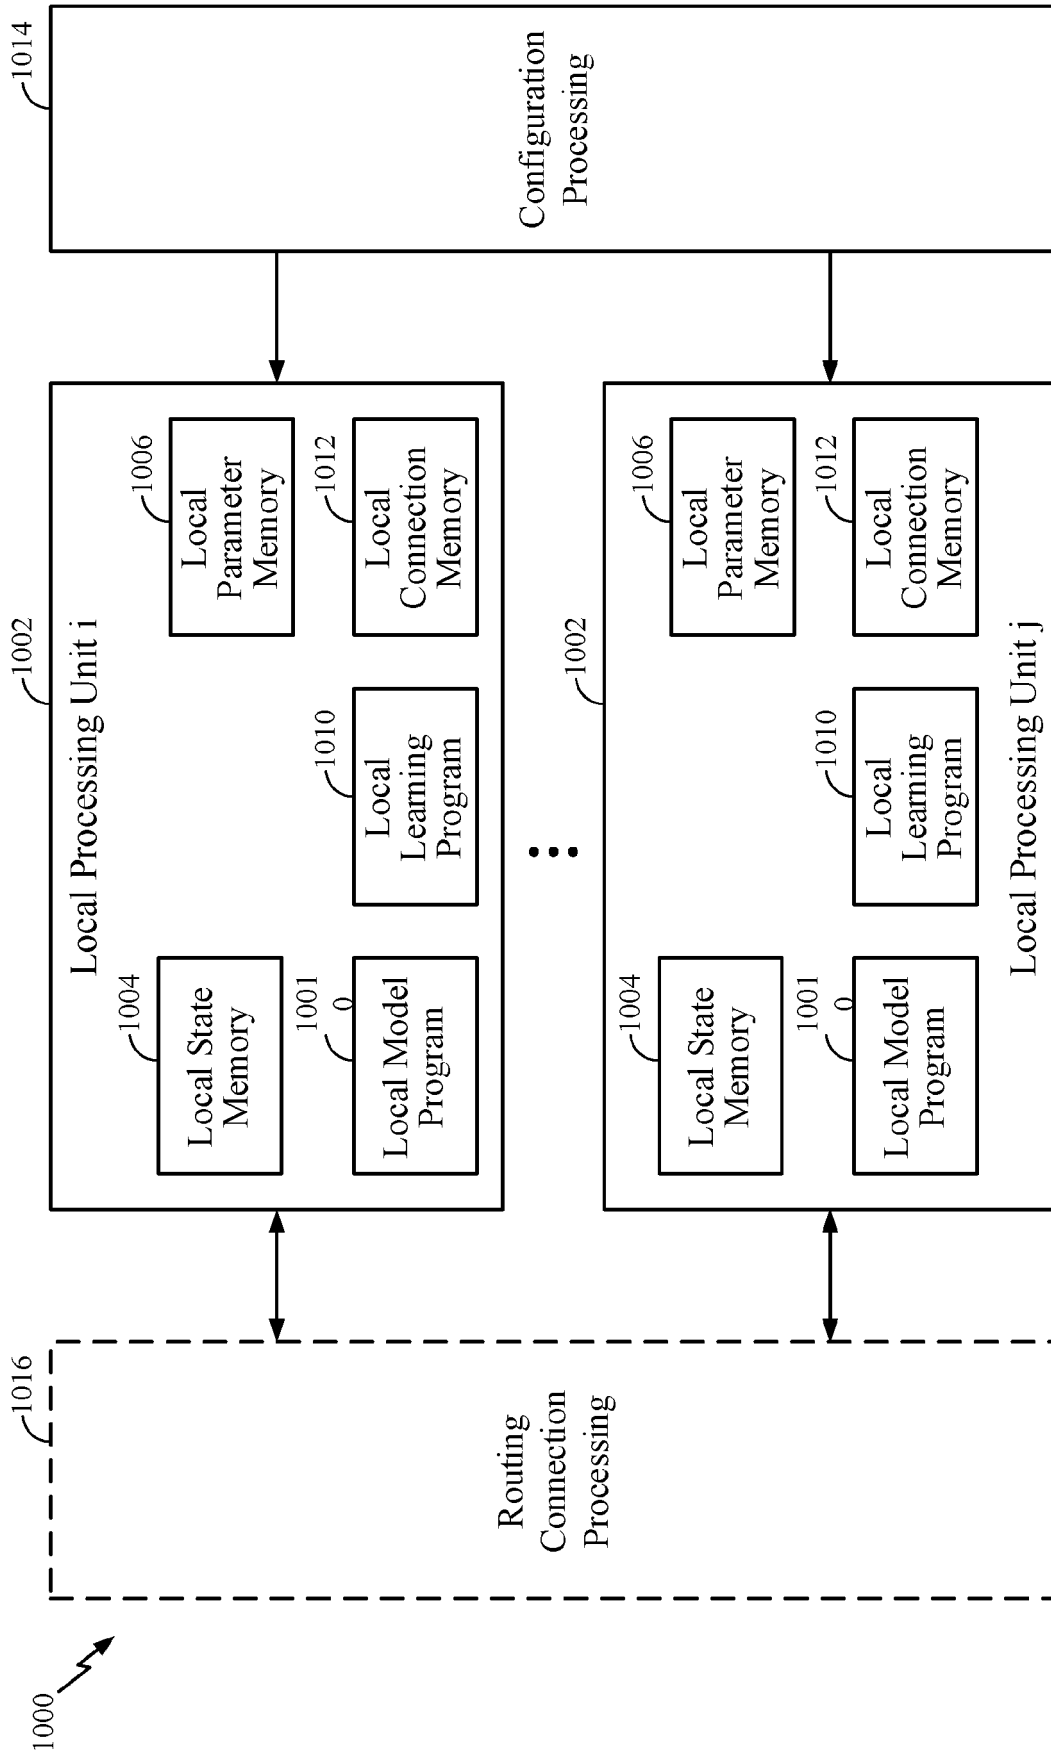 1000
1016
Routing
Connection
Processing
1002
Local Processing Unit i
1004
Local State
Memory
1001
0
Local Model
Program
1010
Local
Learning
Program
1006
Local
Parameter
Memory
1012
Local
Connection
Memory
1002
1004
Local State
Memory
1001
0
Local Model
Program
1010
Local
Learning
Program
1006
Local
Parameter
Memory
1012
Local
Connection
Memory
Local Processing Unit j
1014
Configuration
Processing